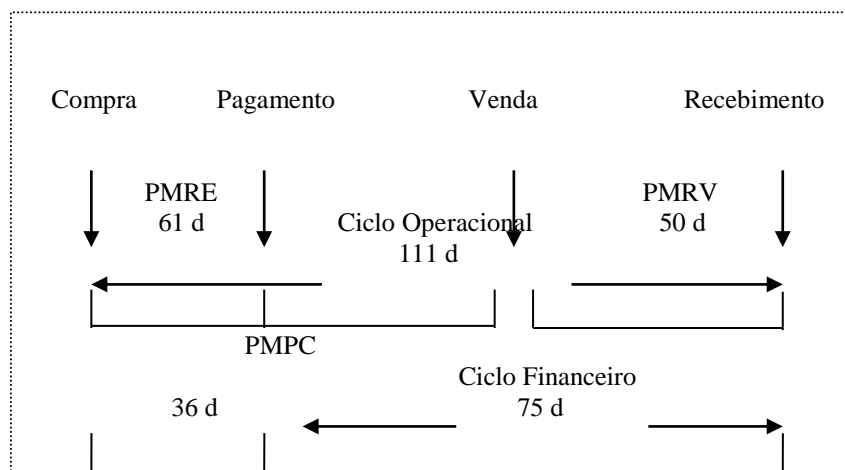 Compra Pagamento Venda Recebimento
PMRE PMRV
61 d Ciclo Operacional 50 d
111 d
PMPC
Ciclo Financeiro
36 d 75 d